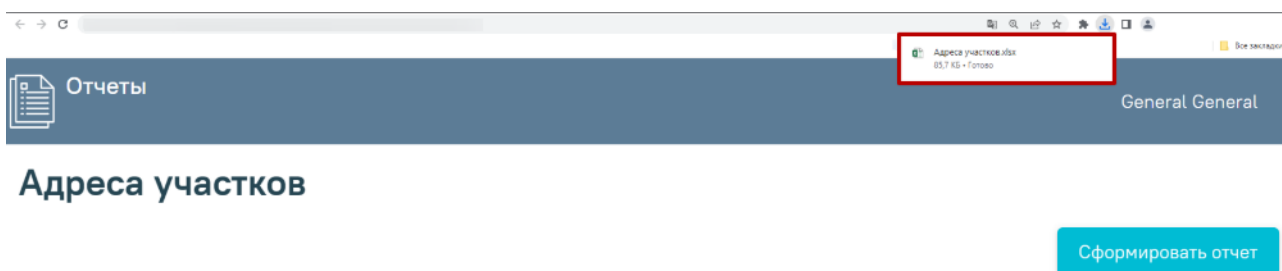 Адреса участков.xlsx
85,7 КБ • Готово
Все закладки
Отчеты
General General
Адреса участков
Сформировать отчет